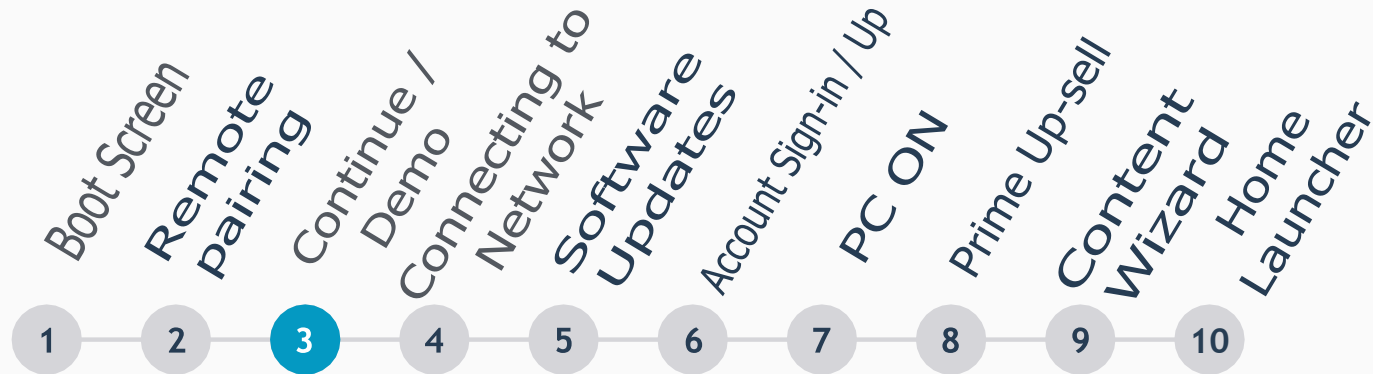 Boot Screen
Remote
pairing
Continue /
Demo
Connecting to
Network
Software
Updates
Account Sign-in / Up
PC ON
Prime Up-sell
Content
Wizard
Home
Launcher
1 2 3 4 5 6 7 8 9 10